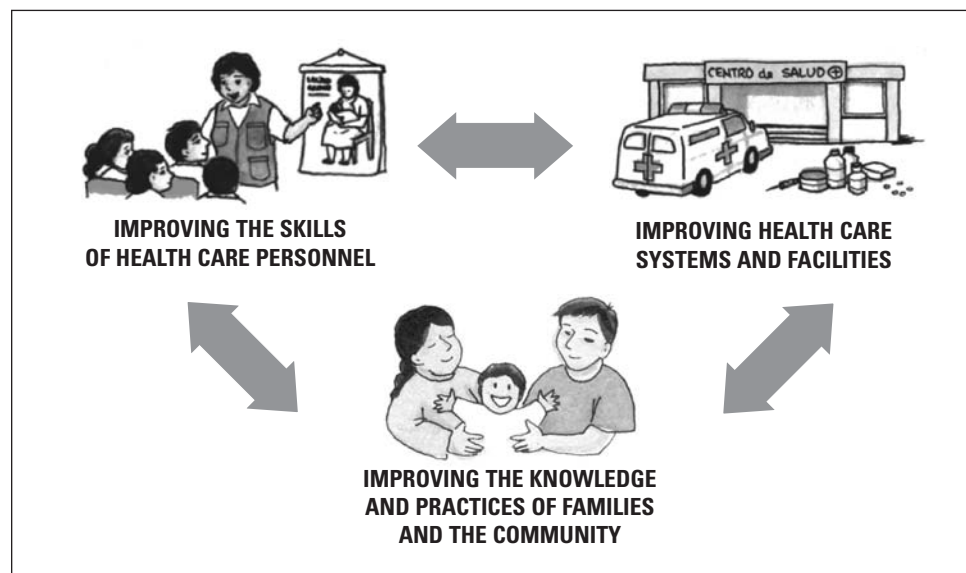 CENTRO de SALUD
IMPROVING THE SKILLS
OF HEALTH CARE PERSONNEL
IMPROVING HEALTH CARE
SYSTEMS AND FACILITIES
IMPROVING THE KNOWLEDGE
AND PRACTICES OF FAMILIES
AND THE COMMUNITY